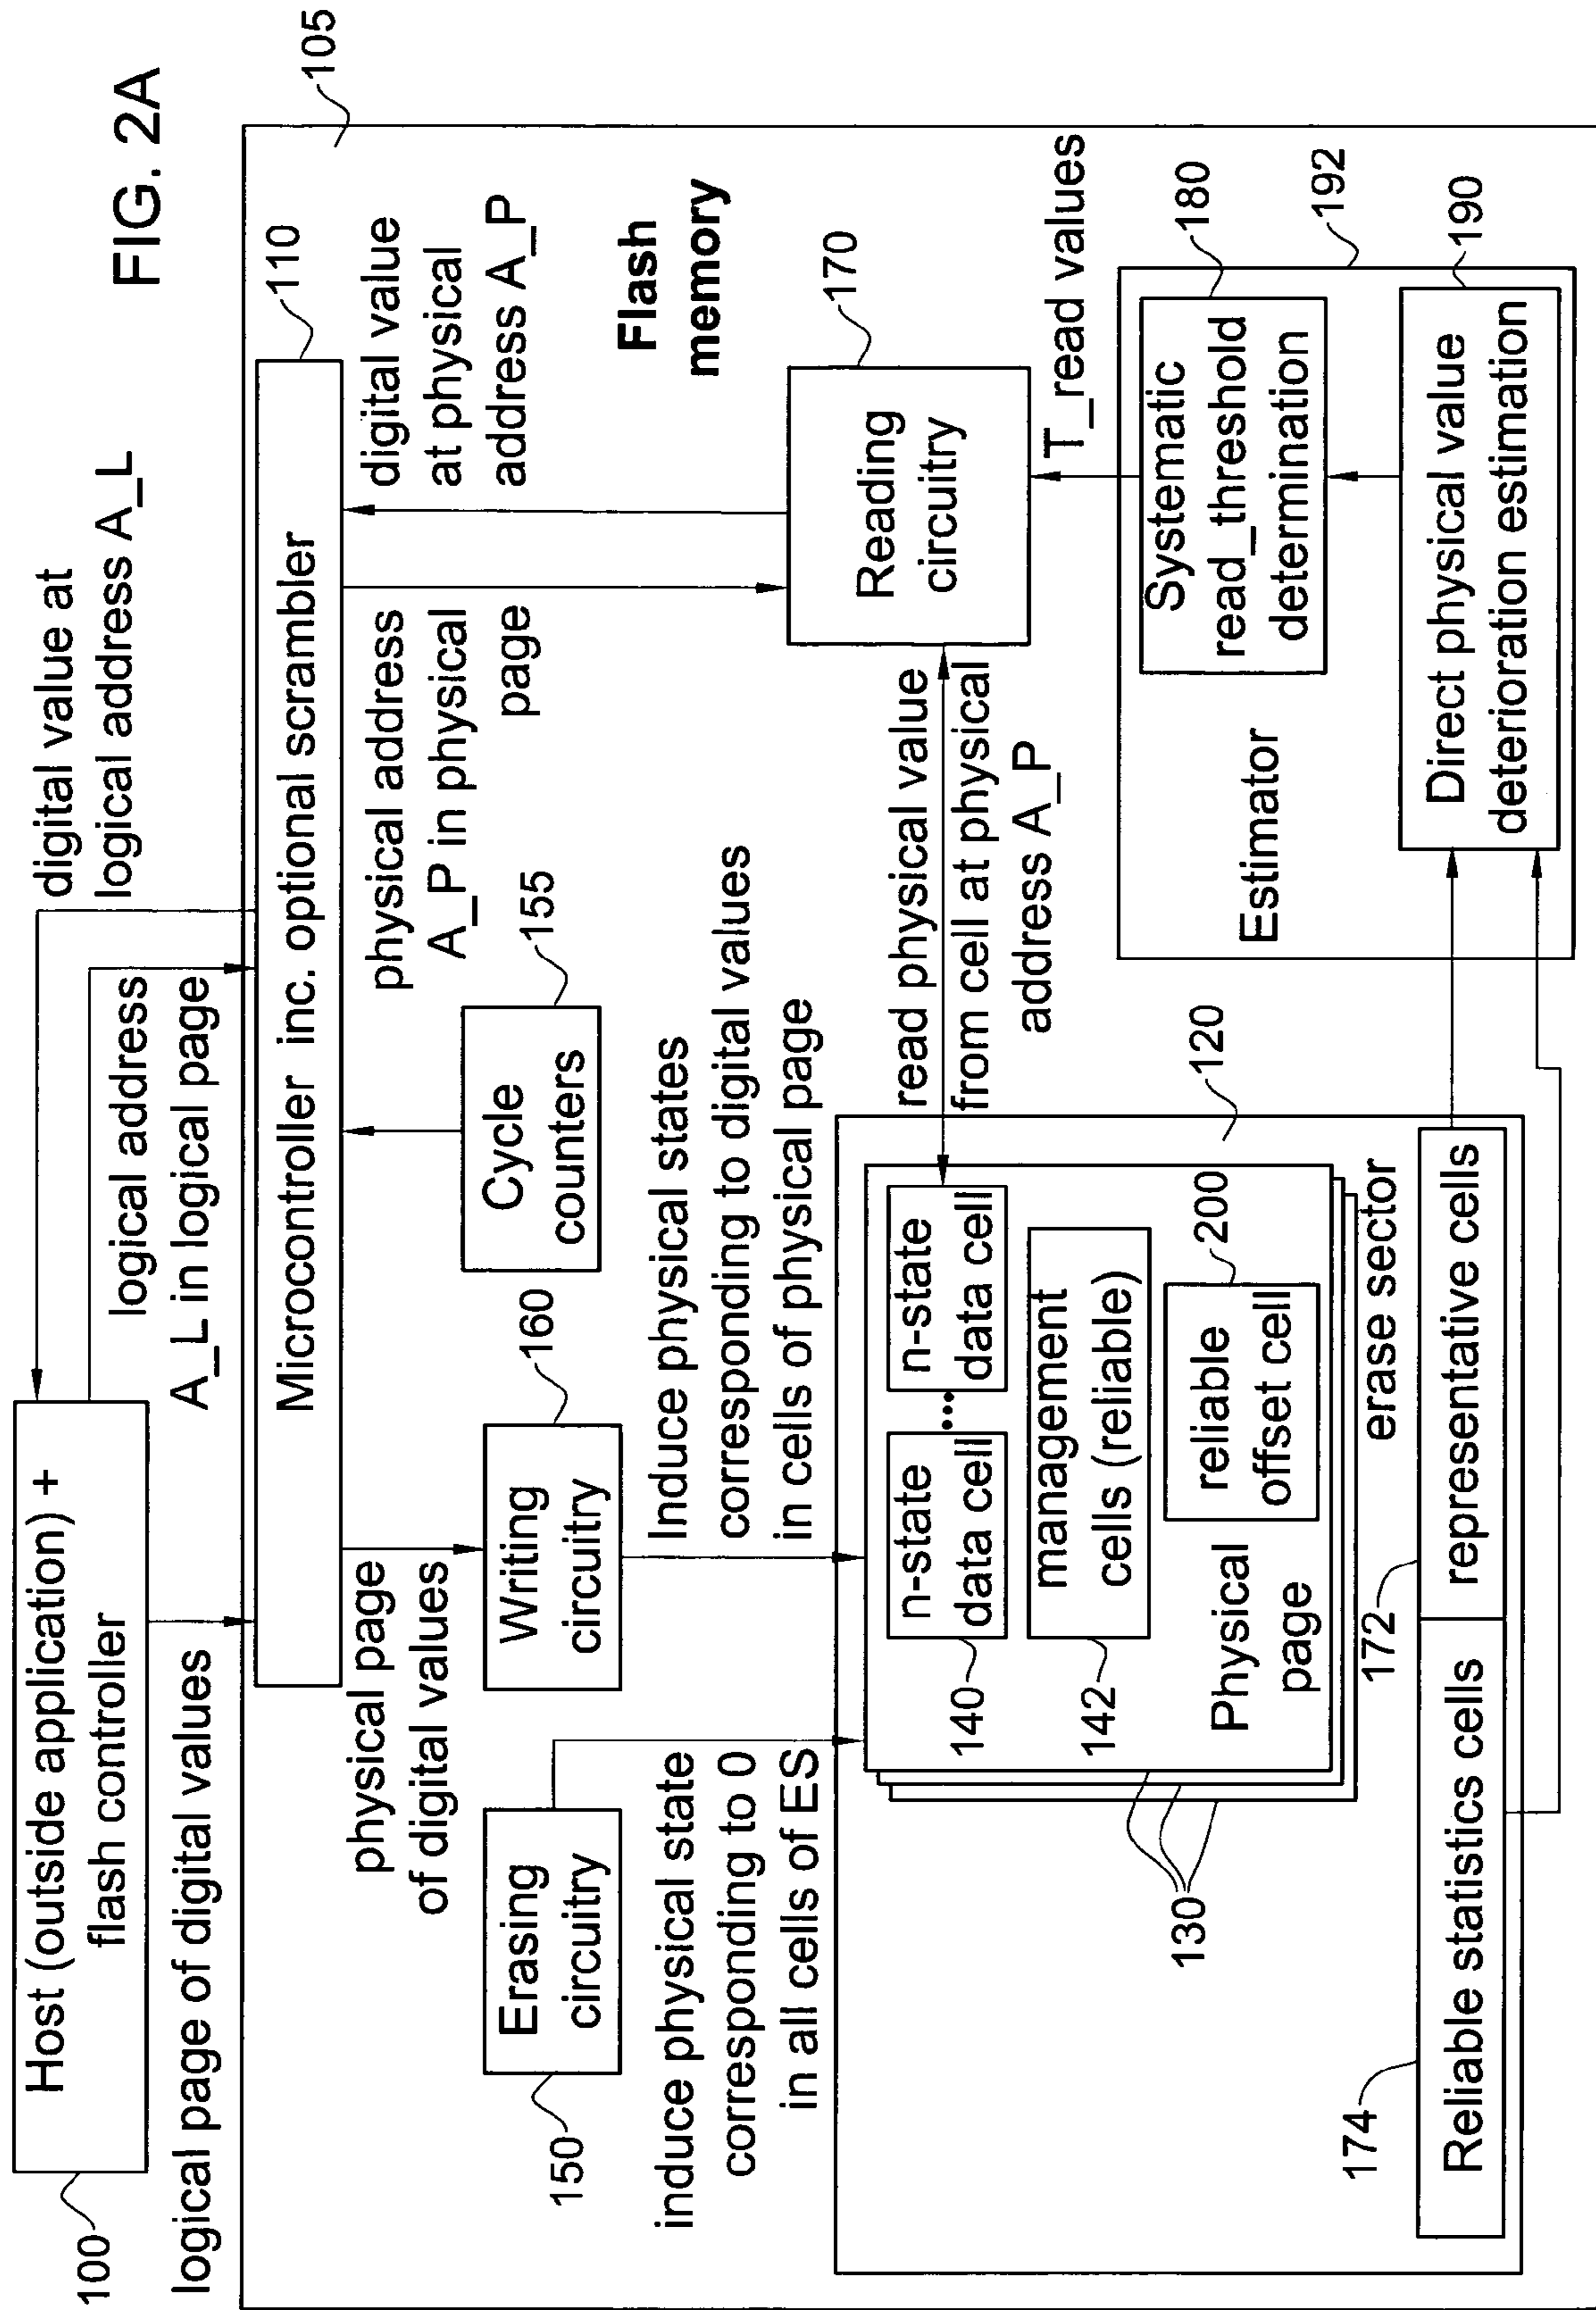 FIG. 2A
100
Host (outside application) +
flash controller
digital value at
logical address A_L
logical address
A_L in logical page
logical page of digital values
105
110
Microcontroller inc. optional scrambler
physical page
of digital values
physical address
A_P in physical
page
digital value
at physical
address A_P
Flash
memory
150
Erasing
circuitry
160
Writing
circuitry
155
Cycle
counters
170
Reading
circuitry
induce physical state
corresponding to 0
in all cells of ES
Induce physical states
corresponding to digital values
in cells of physical page
read physical value
from cell at physical
address A_P
T_read values
120
140
n-state
data cell
...
n-state
data cell
142
management
cells (reliable)
200
reliable
offset cell
Physical
page
130
erase sector
174
Reliable statistics cells
172
representative cells
Estimator
180
Systematic
read_threshold
determination
192
190
Direct physical value
deterioration estimation